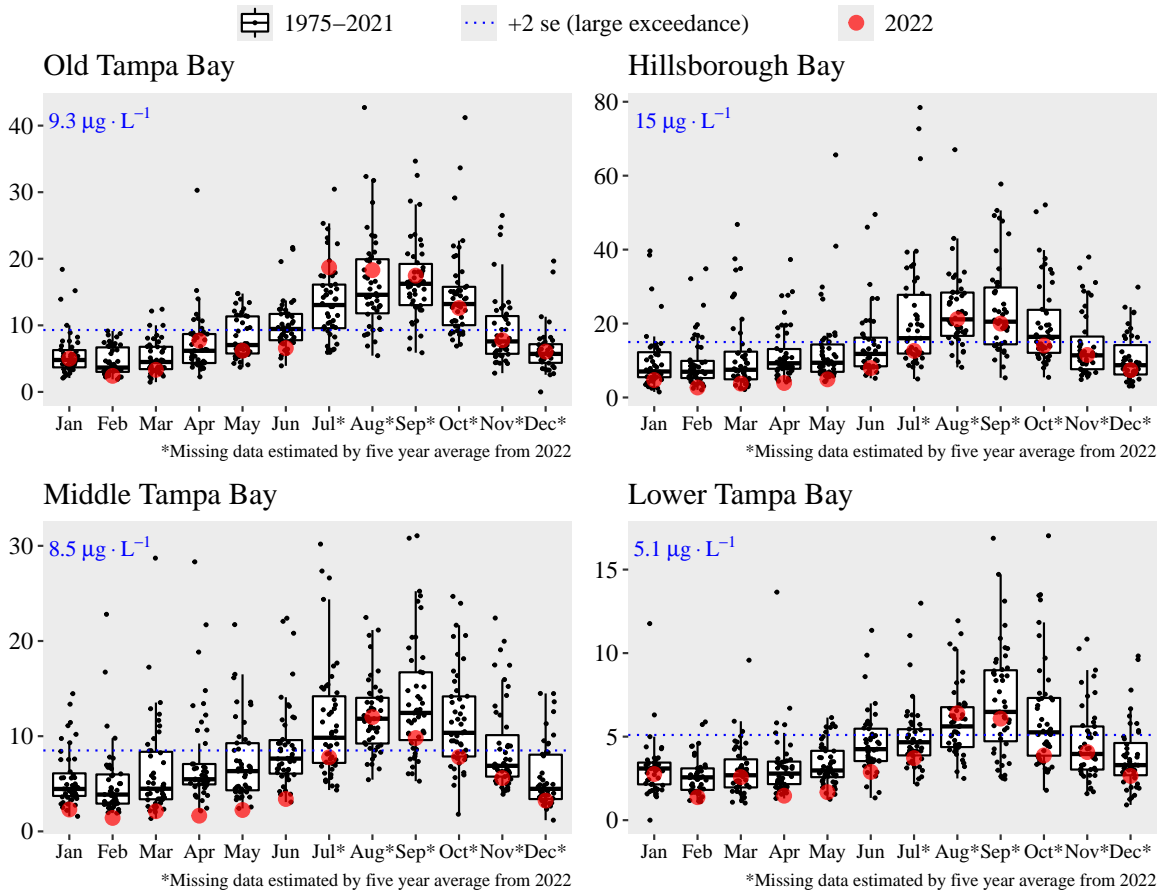 1975–2021 +2 se (large exceedance) 2022
Old Tampa Bay
9.3 μg · L⁻¹
40
30
20
10
0
Jan Feb Mar Apr May Jun Jul* Aug* Sep* Oct* Nov* Dec*
*Missing data estimated by five year average from 2022
Hillsborough Bay
15 μg · L⁻¹
80
60
40
20
0
Jan Feb Mar Apr May Jun Jul* Aug* Sep* Oct* Nov* Dec*
*Missing data estimated by five year average from 2022
Middle Tampa Bay
8.5 μg · L⁻¹
30
20
10
0
Jan Feb Mar Apr May Jun Jul* Aug* Sep* Oct* Nov* Dec*
*Missing data estimated by five year average from 2022
Lower Tampa Bay
5.1 μg · L⁻¹
15
10
5
0
Jan Feb Mar Apr May Jun Jul* Aug* Sep* Oct* Nov* Dec*
*Missing data estimated by five year average from 2022